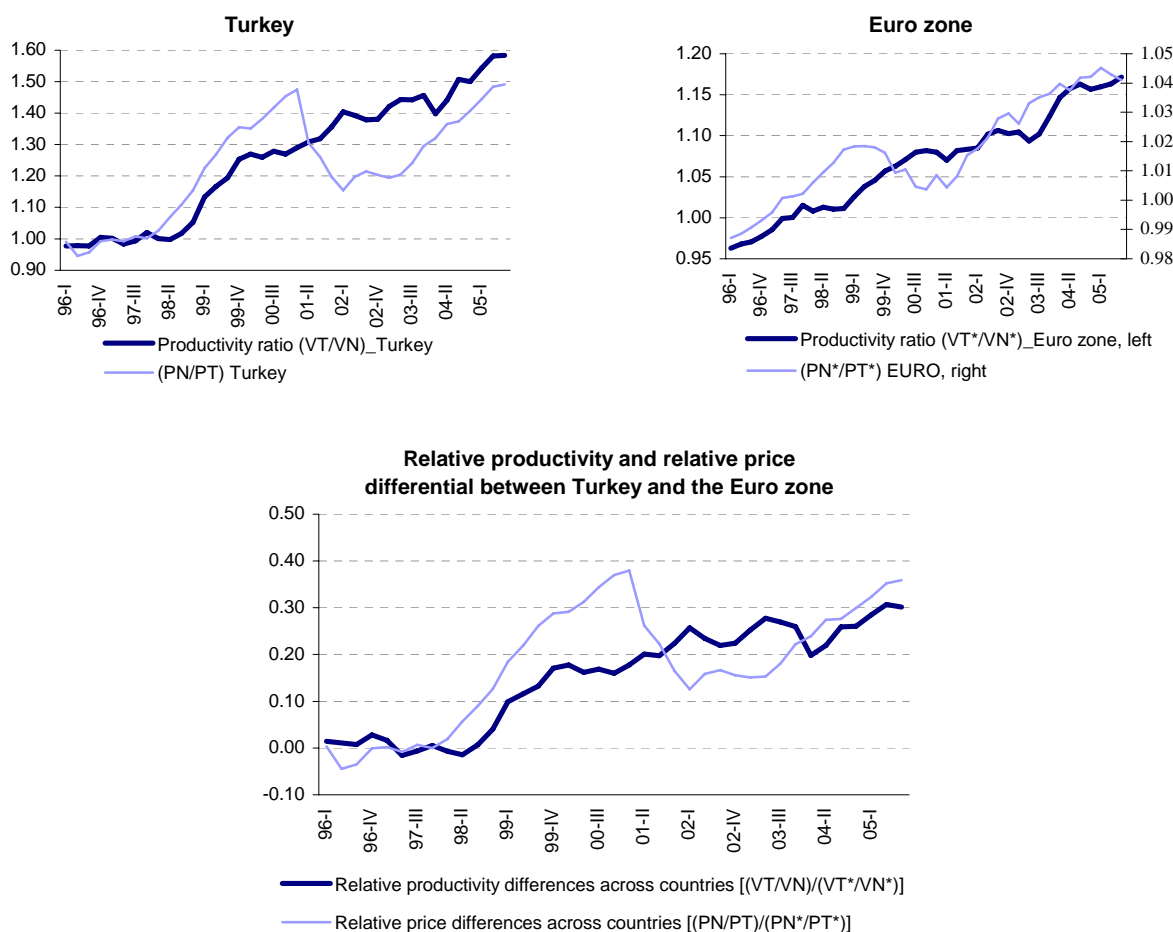 Turkey
1.60
1.50
1.40
1.30
1.20
1.10
1.00
0.90
96-I
96-IV
97-III
98-II
99-I
99-IV
00-III
01-I
02-I
02-IV
03-III
04-II
05-I
Productivity ratio (VT/VN)_Turkey
(PN/PT) Turkey
Euro zone
1.20
1.15
1.10
1.05
1.00
0.95
1.05
1.04
1.03
1.02
1.01
1.00
0.99
0.98
96-I
96-IV
97-III
98-II
99-I
99-IV
00-III
01-II
02-I
02-IV
03-III
04-II
05-I
Productivity ratio (VT*/VN*)_Euro zone, left
(PN*/PT*) EURO, right
Relative productivity and relative price
differential between Turkey and the Euro zone
0.50
0.40
0.30
0.20
0.10
0.00
-0.10
96-I
96-IV
97-III
98-II
99-I
99-IV
00-III
01-II
02-I
02-IV
03-III
04-II
05-I
Relative productivity differences across countries [(VT/VN)/(VT*/VN*)]
Relative price differences across countries [(PN/PT)/(PN*/PT*)]